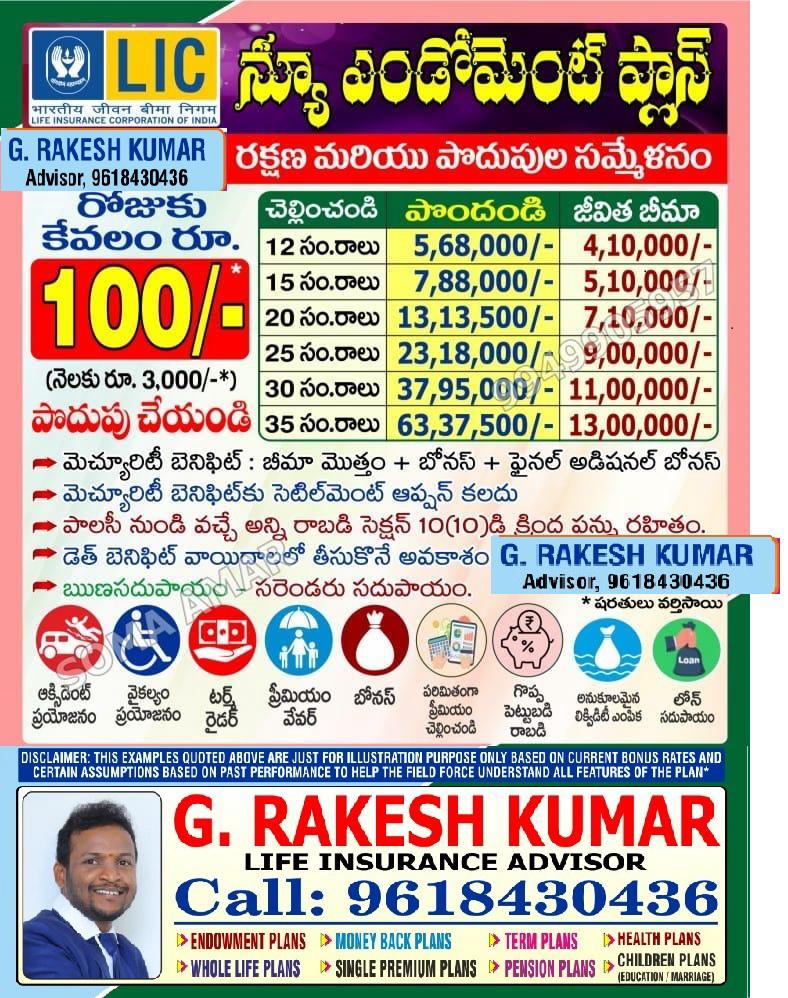 LIC
भारतीय जीवन बीमा निगम
LIFE INSURANCE CORPORATION OF INDIA
న్యూ ఎండోమెంట్ ప్లాన్
G. RAKESH KUMAR
Advisor, 9618430436
రక్షణ మరియు పొదుపుల సమ్మేళనం
రోజుకు
కేవలం రూ.
100/-*
(నెలకు రూ. 3,000/-*)
పొదుపు చేయండి
చెల్లించండి పొందండి జీవిత బీమా
12 సం.రాలు 5,68,000/- 4,10,000/-
15 సం.రాలు 7,88,000/- 5,10,000/-
20 సం.రాలు 13,13,500/- 7,10,000/-
25 సం.రాలు 23,18,000/- 9,00,000/-
30 సం.రాలు 37,95,000/- 11,00,000/-
35 సం.రాలు 63,37,500/- 13,00,000/-
మెచ్యూరిటీ బెనిఫిట్ : బీమా మొత్తం + బోనస్ + ఫైనల్ అడిషనల్ బోనస్
మెచ్యూరిటీ బెనిఫిట్‌కు సెటిల్‌మెంట్ ఆప్షన్ కలదు
పాలసీ నుండి వచ్చే అన్ని రాబడి సెక్షన్ 10(10)డి క్రింద పన్ను రహితం.
డెత్ బెనిఫిట్ వాయిదాలలో తీసుకొనే అవకాశం
G. RAKESH KUMAR
Advisor, 9618430436
ఋణసదుపాయం / సరెండరు సదుపాయం.
* షరతులు వర్తిసాయి
9949905957
SOMA AMAR
Loan
ఆక్సిడెంట్ ప్రయోజనం
వైకల్యం ప్రయోజనం
టర్మ్ రైడర్
ప్రీమియం వేవర్
బోనస్
పరిమితంగా ప్రీమియం చెల్లించండి
గొప్ప పెట్టుబడి రాబడి
అనుకూలమైన లిక్విడిటీ ఎంపిక
లోన్ సదుపాయం
DISCLAIMER: THIS EXAMPLES QUOTED ABOVE ARE JUST FOR ILLUSTRATION PURPOSE ONLY BASED ON CURRENT BONUS RATES AND
CERTAIN ASSUMPTIONS BASED ON PAST PERFORMANCE TO HELP THE FIELD FORCE UNDERSTAND ALL FEATURES OF THE PLAN*
G. RAKESH KUMAR
LIFE INSURANCE ADVISOR
Call: 9618430436
ENDOWMENT PLANS MONEY BACK PLANS TERM PLANS HEALTH PLANS
WHOLE LIFE PLANS SINGLE PREMIUM PLANS PENSION PLANS CHILDREN PLANS
(EDUCATION / MARRIAGE)